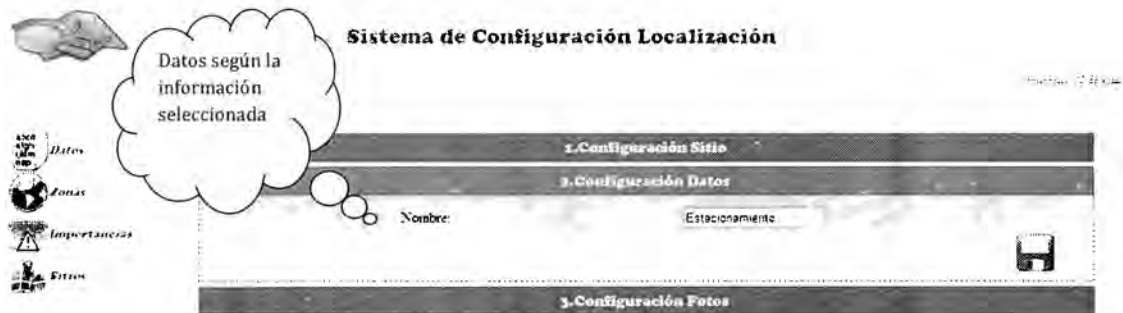 Sistema de Configuración Localización
Datos según la
información
seleccionada
Datos
Zonas
Importancias
1.Configuración Sitio
2.Configuración Datos
Nombre:
Estacionamiento
3.Configuración Fotos